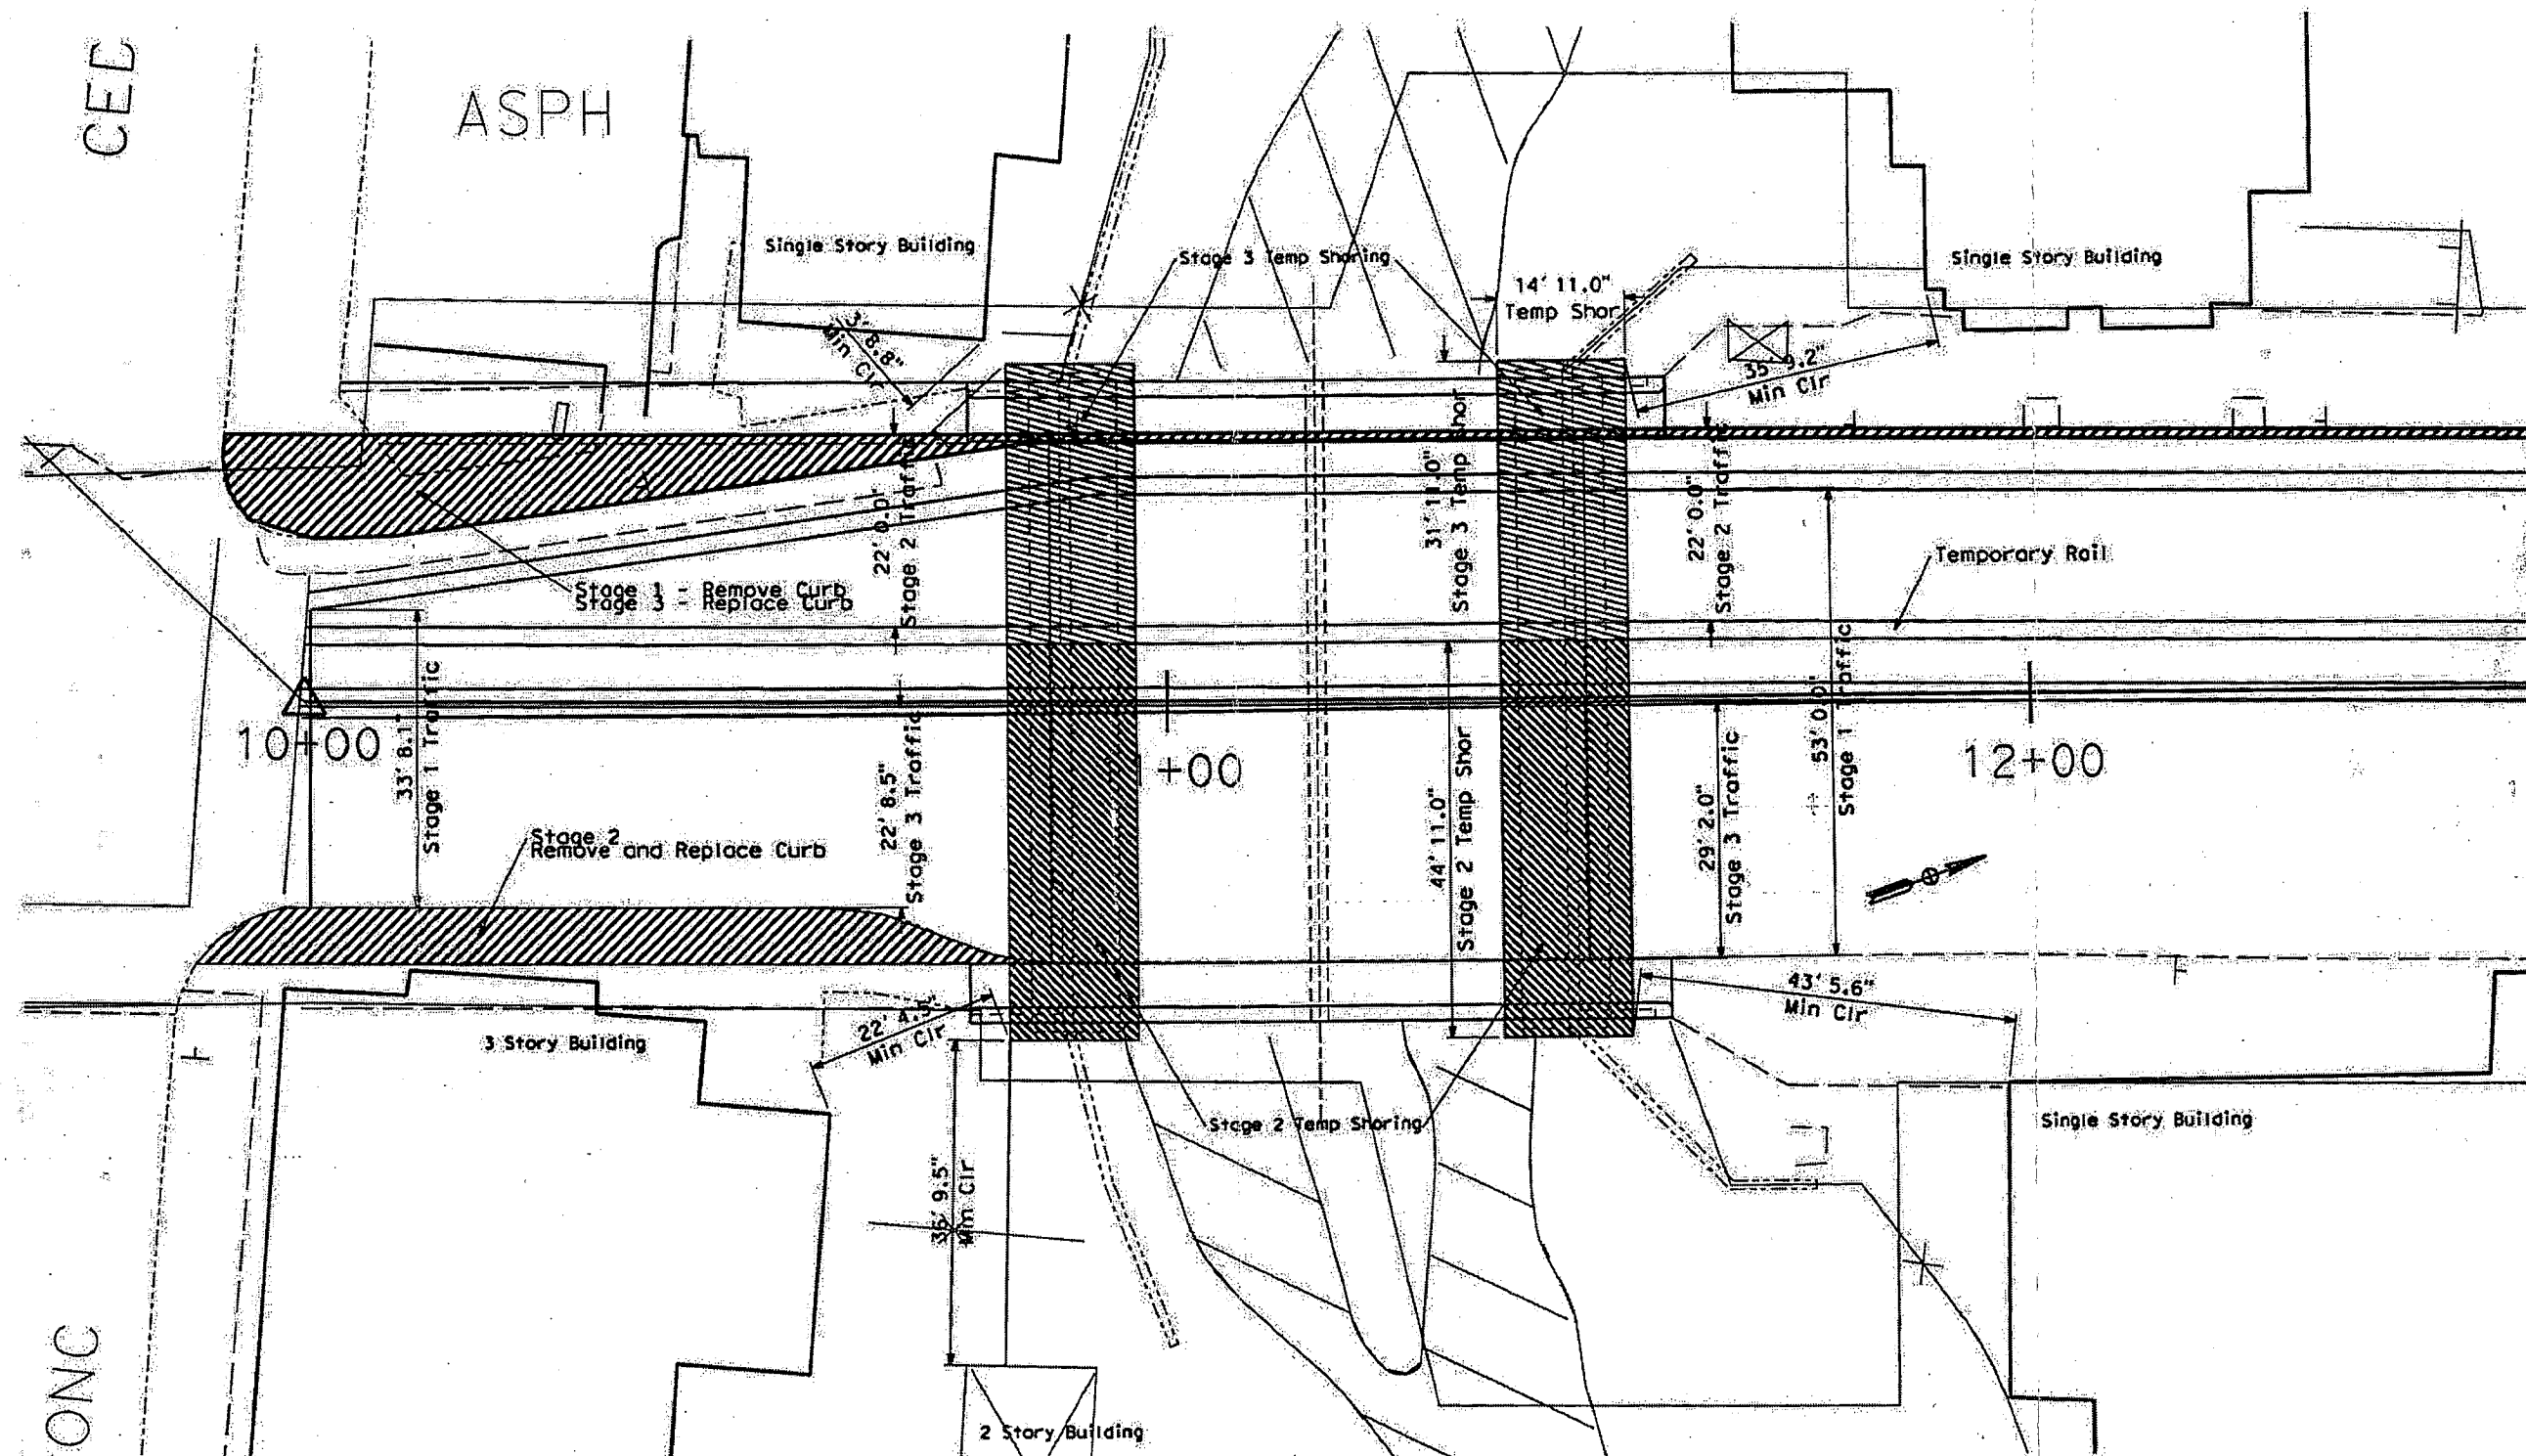 CED
ASPH
Single Story Building
Stage 3 Temp Shoring
14' 11.0"
Temp Shor
Single Story Building
3' 8.8"
Min Clr
35' 9.2"
Min Clr
22' 0.0"
Stage 2 Traffic
31' 11.0"
Stage 3 Temp Shor
22' 0.0"
Stage 2 Traffic
Temporary Rail
Stage 1 - Remove Curb
Stage 3 - Replace Curb
33' 8.1"
Stage 1 Traffic
53' 0.0"
Stage 1 Traffic
10+00
+00
12+00
22' 8.5"
Stage 3 Traffic
44' 11.0"
Stage 2 Temp Shor
29' 2.0"
Stage 3 Traffic
Stage 2
Remove and Replace Curb
22' 4.5"
Min Clr
43' 5.6"
Min Clr
3 Story Building
Stage 2 Temp Shoring
Single Story Building
36' 9.5"
Min Clr
ONC
2 Story Building